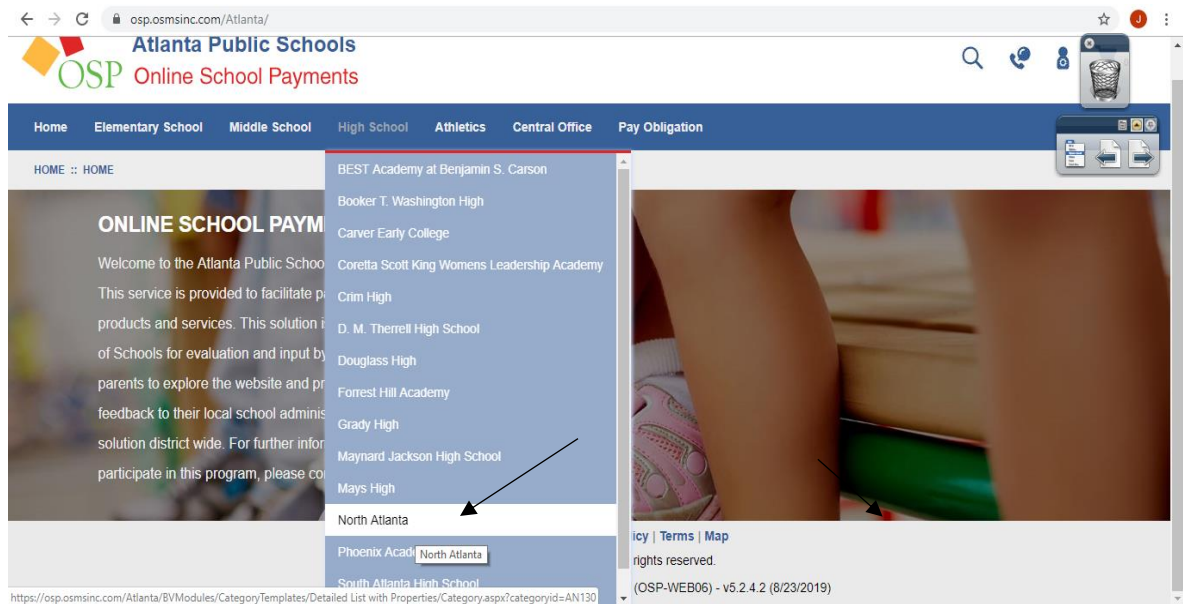 osp.osmsinc.com/Atlanta/
J
Atlanta Public Schools
OSP Online School Payments
Home Elementary School Middle School High School Athletics Central Office Pay Obligation
HOME :: HOME
BEST Academy at Benjamin S. Carson
Booker T. Washington High
Carver Early College
Coretta Scott King Womens Leadership Academy
Crim High
D. M. Therrell High School
Douglass High
Forrest Hill Academy
Grady High
Maynard Jackson High School
Mays High
North Atlanta
Phoenix Acad
North Atlanta
South Atlanta High School
ONLINE SCHOOL PAYM
Welcome to the Atlanta Public Schoo
This service is provided to facilitate p
products and services. This solution i
of Schools for evaluation and input by
parents to explore the website and pr
feedback to their local school adminis
solution district wide. For further infor
participate in this program, please co
icy | Terms | Map
rights reserved.
(OSP-WEB06) - v5.2.4.2 (8/23/2019)
https://osp.osmsinc.com/Atlanta/BVModules/CategoryTemplates/Detailed List with Properties/Category.aspx?categoryid=AN130